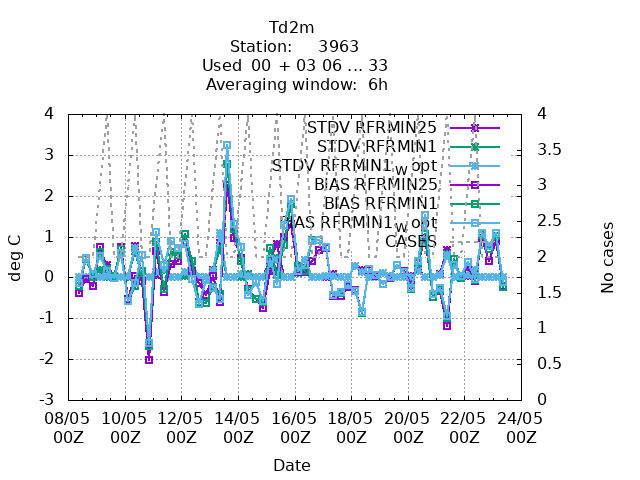 Td2m
Station: 3963
Used 00 + 03 06 ... 33
Averaging window: 6h
STDV RFRMIN25
STDV RFRMIN1
STDV RFRMIN1_w opt
BIAS RFRMIN25
BIAS RFRMIN1
BIAS RFRMIN1_w opt
CASES
deg C
4
3
2
1
0
-1
-2
-3
No cases
4
3.5
3
2.5
2
1.5
1
0.5
0
08/05 10/05 12/05 14/05 16/05 18/05 20/05 22/05 24/05
00Z 00Z 00Z 00Z 00Z 00Z 00Z 00Z 00Z
Date